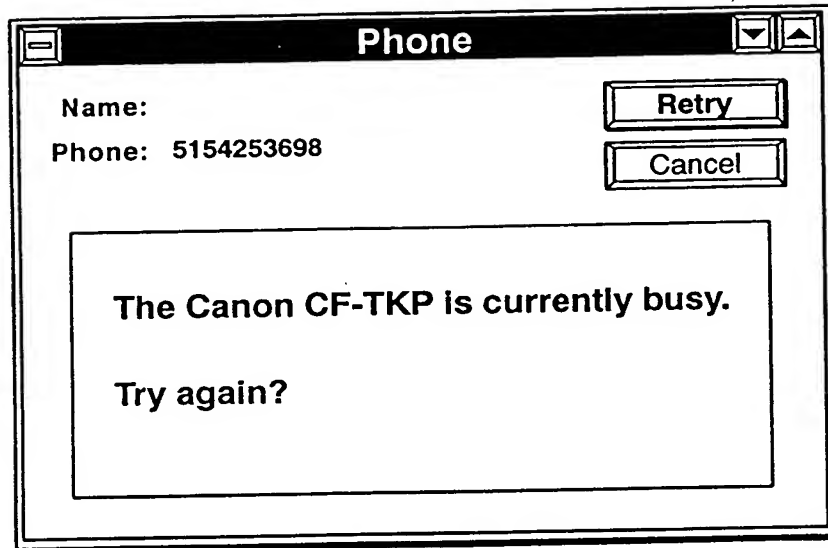 Phone
Name:
Retry
Phone: 5154253698
Cancel
The Canon CF-TKP is currently busy.
Try again?